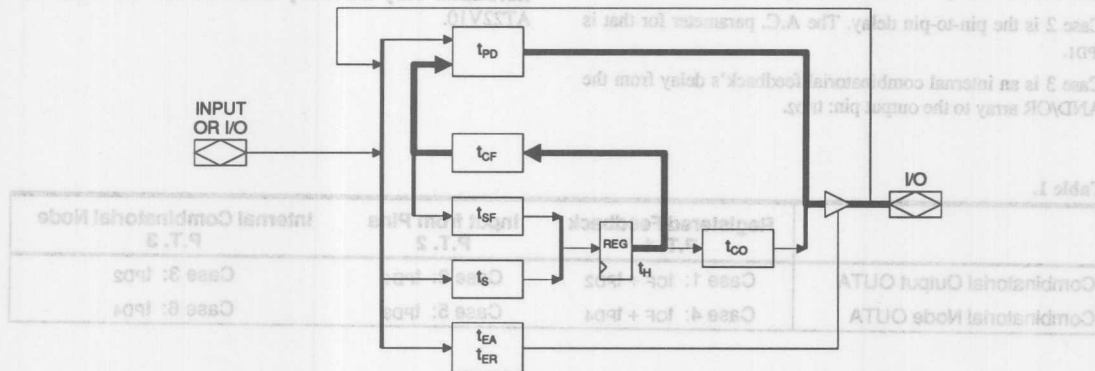 Case 2 is the pin-to-pin delay. The A.C. parameter for that is
tPD1.
AT22V10.
Case 3 is an internal combinatorial feedback's delay from the
AND/OR array to the output pin: tPD2.
INPUT
OR I/O
tPD
tCF
tSF
tS
tEA
tER
REG
tH
tCO
I/O
Table 1.
Registered Feedback
Input from Pins
P.T. 2
Internal Combinatorial Node
P.T. 3
Combinatorial Output OUTA
Case 1: tCF + tPD2
Case 2:
Case 3: tPD2
Combinatorial Node OUTA
Case 4: tCF + tPD4
Case 5: tPD3
Case 6: tPD4